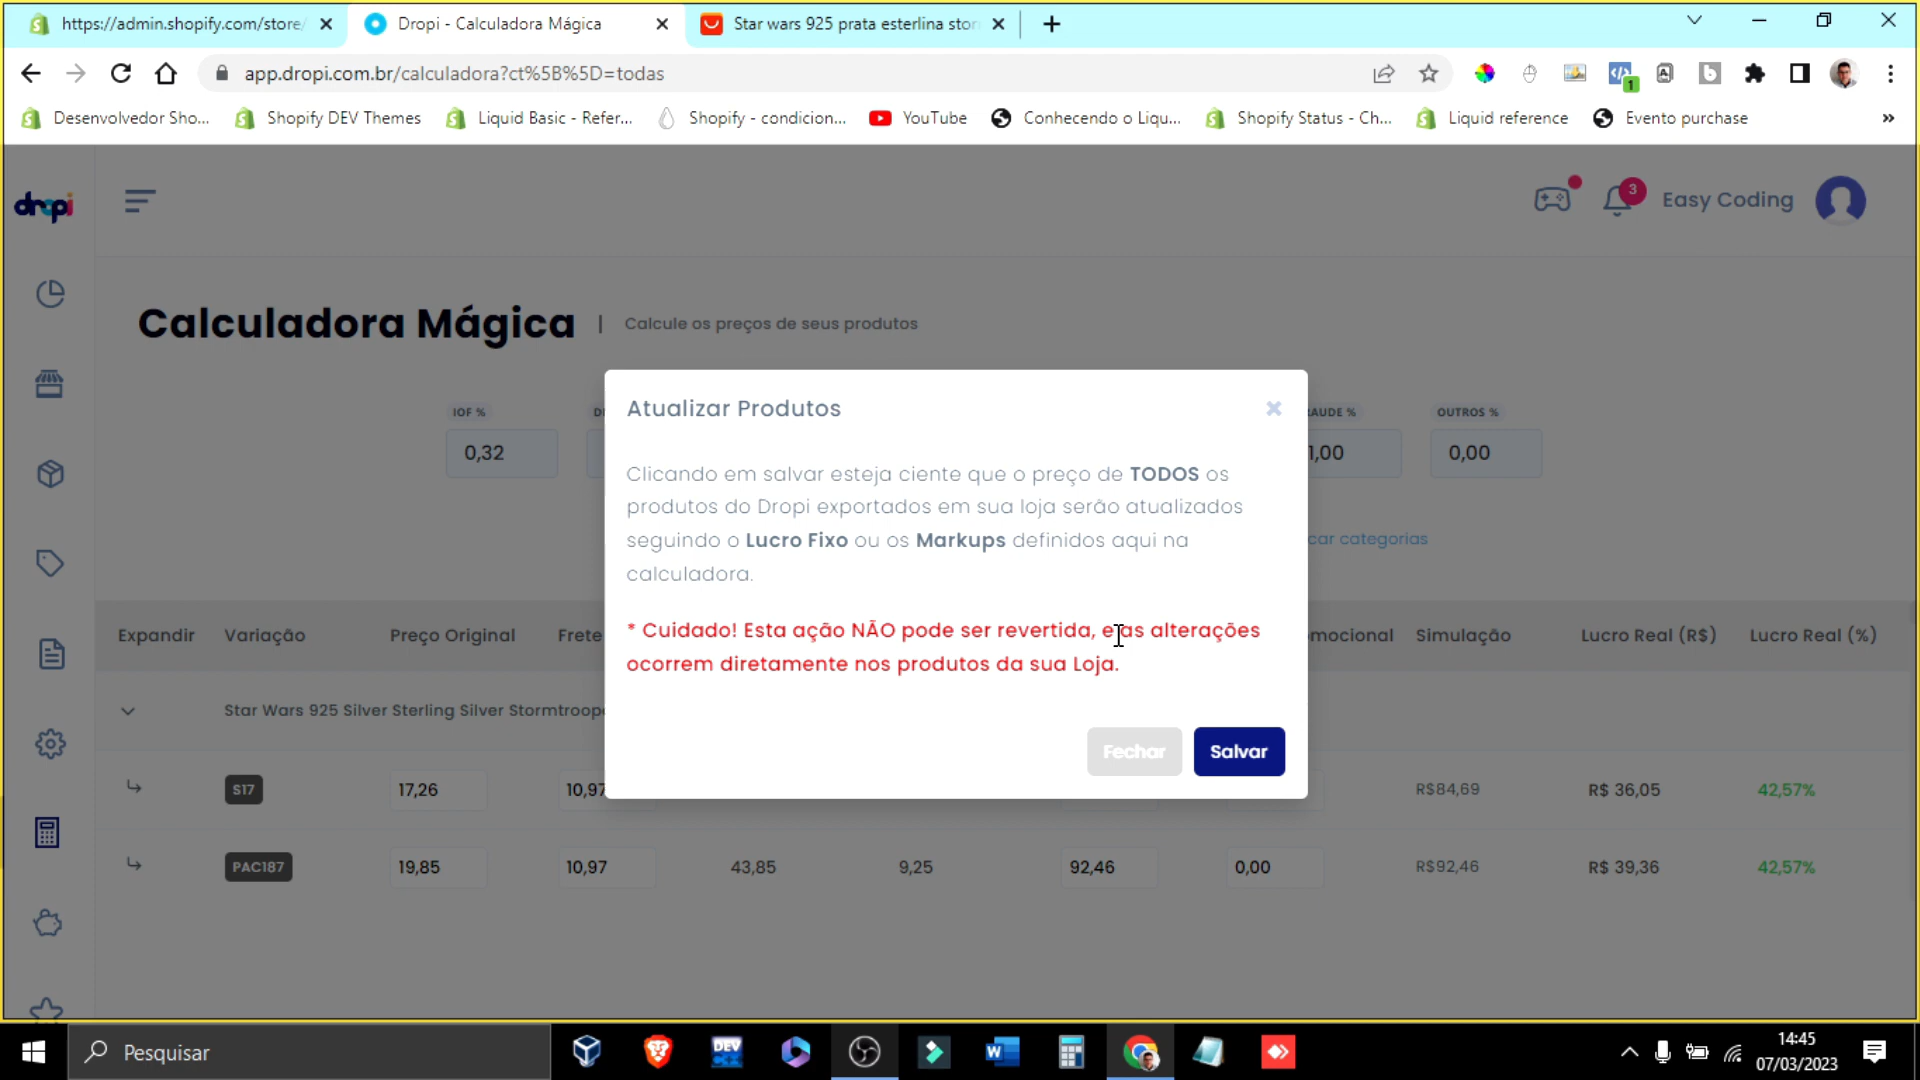 https://admin.shopify.com/store/
Dropi - Calculadora Mágica
Star wars 925 prata esterlina stor
app.dropi.com.br/calculadora?ct%5B%5D=todas
1
Desenvolvedor Sho...
Shopify DEV Themes
Liquid Basic - Refer...
Shopify - condicion...
YouTube
Conhecendo o Liqu...
Shopify Status - Ch...
Liquid reference
Evento purchase
»
dropi
3
Easy Coding
Calculadora Mágica | Calcule os preços de seus produtos
IOF %
AUDE %
OUTROS %
0,32
1,00
0,00
car categorias
Atualizar Produtos
Clicando em salvar esteja ciente que o preço de TODOS os
produtos do Dropi exportados em sua loja serão atualizados
seguindo o Lucro Fixo ou os Markups definidos aqui na
calculadora.
* Cuidado! Esta ação NÃO pode ser revertida, e as alterações
ocorrem diretamente nos produtos da sua Loja.
Fechar
Salvar
Expandir Variação Preço Original Frete mocional Simulação Lucro Real (R$) Lucro Real (%)
Star Wars 925 Silver Sterling Silver Stormtroope
S17 17,26 10,97 R$84,69 R$ 36,05 42,57%
PAC187 19,85 10,97 43,85 9,25 92,46 0,00 R$92,46 R$ 39,36 42,57%
Pesquisar
DEV
14:45
07/03/2023